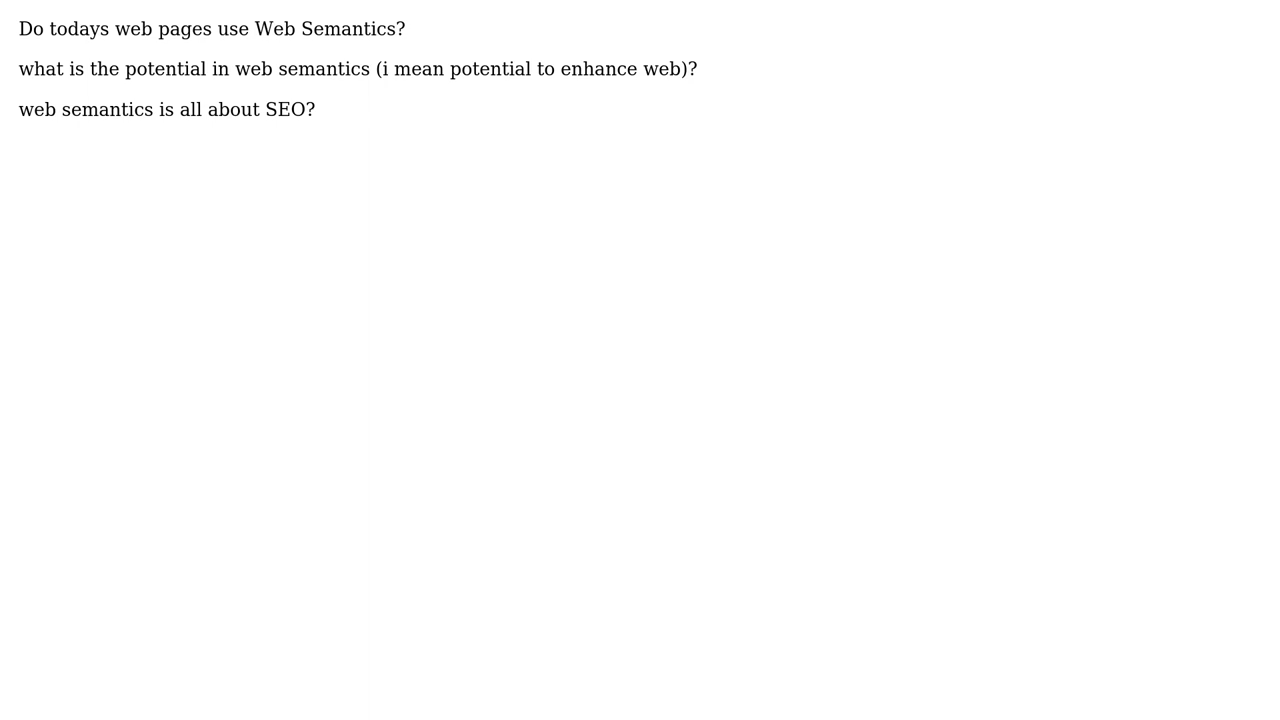 Do todays web pages use Web Semantics?
what is the potential in web semantics (i mean potential to enhance web)?
web semantics is all about SEO?